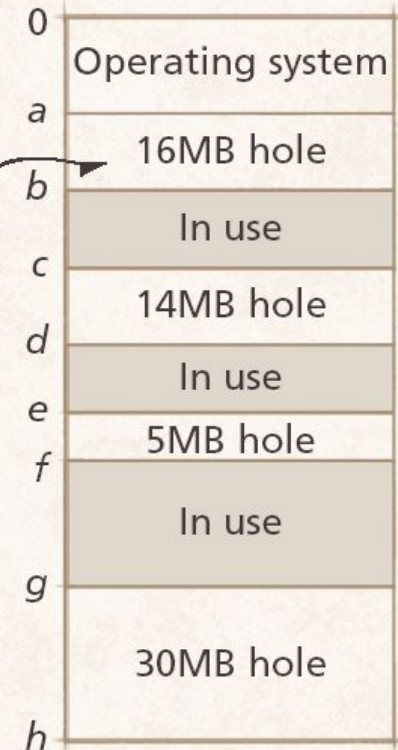 0
Operating system
a
16MB hole
b
In use
c
14MB hole
d
In use
e
5MB hole
f
In use
g
30MB hole
h